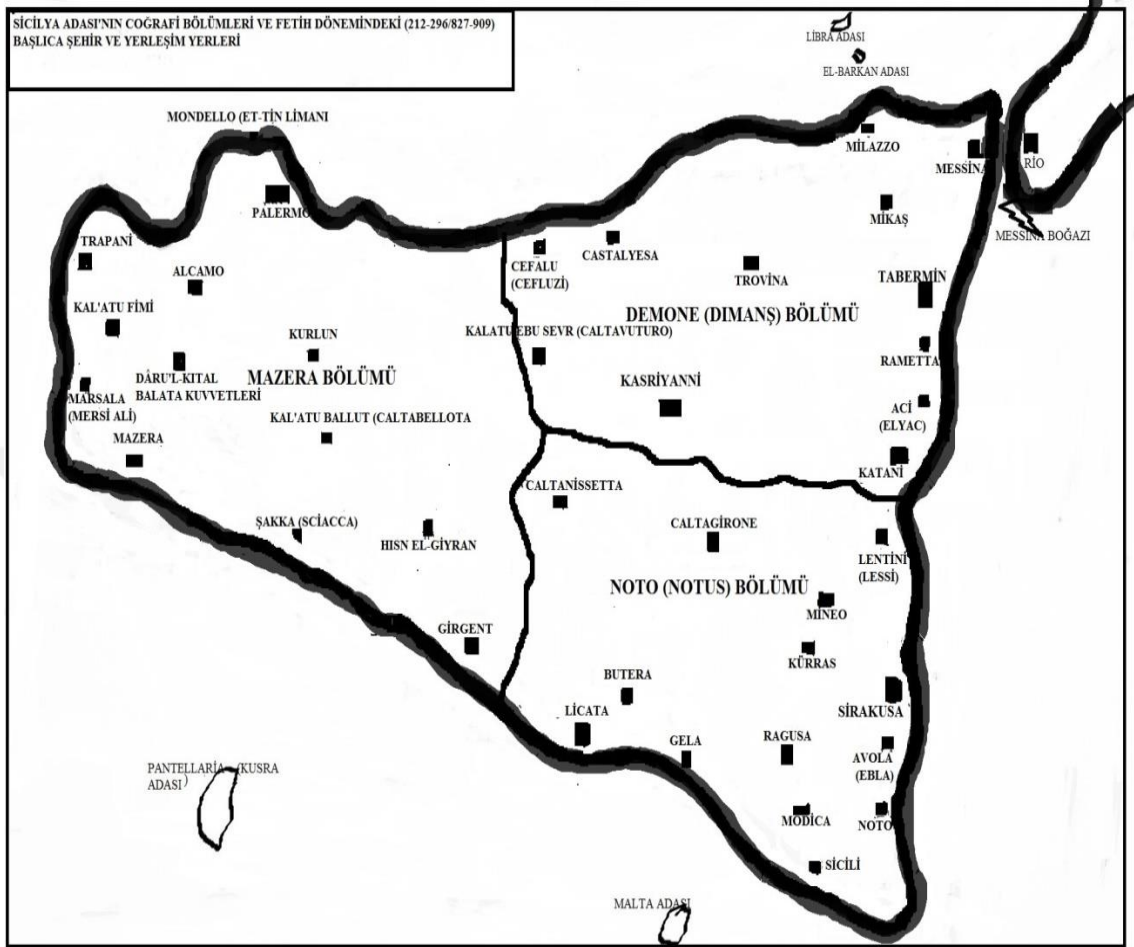 SİCİLYA ADASI'NIN COĞRAFİ BÖLÜMLERİ VE FETİH DÖNEMİNDEKİ (212-296/827-909)
BAŞLICA ŞEHİR VE YERLEŞİM YERLERİ
LİBRA ADASI
EL-BARKAN ADASI
MONDELLO (ET-TİN LİMANI
MİLAZZO
MESSİNA
RİO
PALERMO
MİKAŞ
MESSINA BOĞAZI
TRAPANİ
CASTALYESA
CEFALU
(CEFLUZİ)
ALCAMO
TROVİNA
TABERMİN
KAL'ATU FİMİ
DEMONE (DIMANŞ) BÖLÜMÜ
KALATU EBU SEVR (CALTAVUTURO)
KURLUN
RAMETTA
DÂRU'L-KITAL
BALATA KUVVETLERİ
MAZERA BÖLÜMÜ
KASRİYANNİ
MARSALA
(MERSİ ALİ)
KAL'ATU BALLUT (CALTABELLOTA
ACİ
(ELYAC)
MAZERA
KATANİ
CALTANİSSETTA
ŞAKKA (SCİACCA)
CALTAGİRONE
HISN EL-GİYRAN
LENTİNİ
(LESSİ)
NOTO (NOTUS) BÖLÜMÜ
MİNEO
GİRGENT
KÜRRAS
BUTERA
SİRAKUSA
LİCATA
GELA
RAGUSA
AVOLA
(EBLA)
PANTELLARİA (KUSRA
ADASI)
MODİCA
NOTO
SİCİLİ
MALTA ADASI